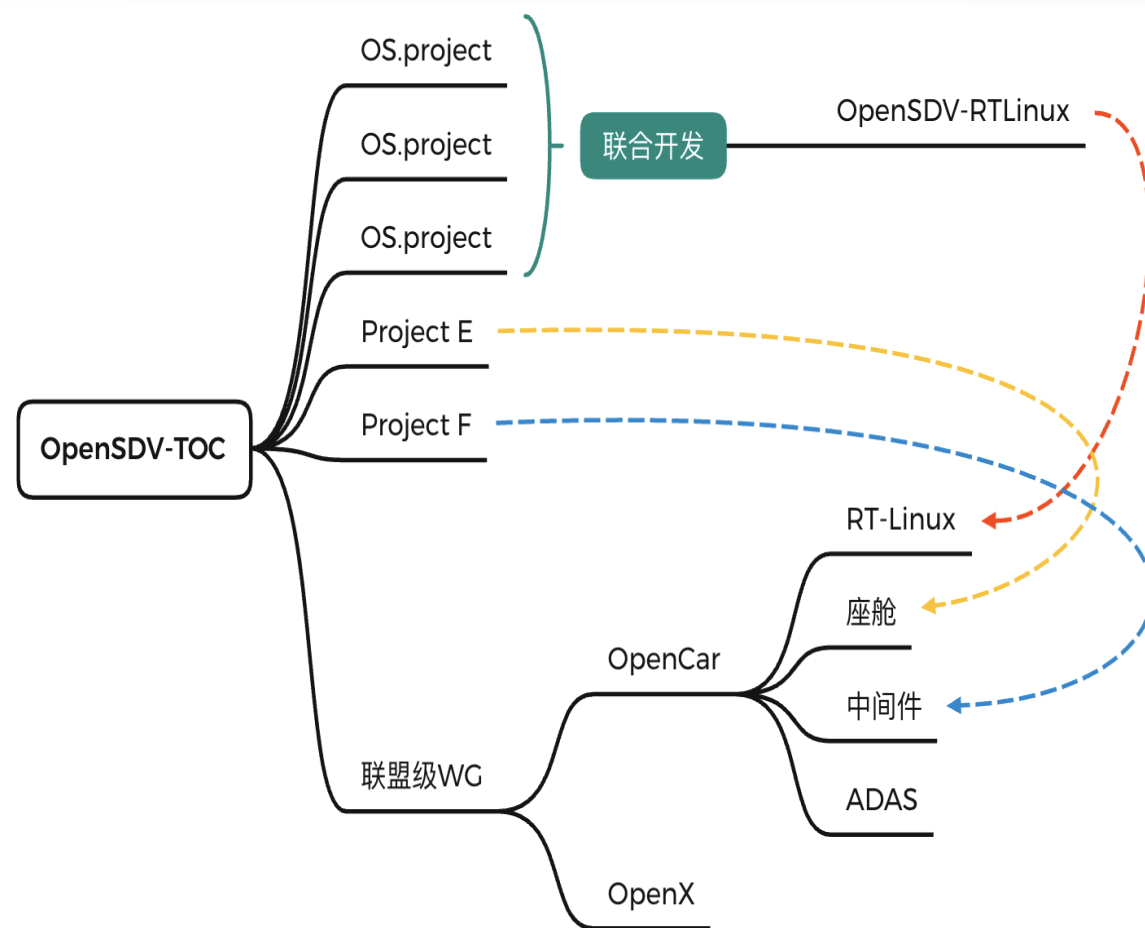 OS.project
OpenSDV-RTLinux
联合开发
OS.project
OS.project
Project E
Project F
OpenSDV-TOC
RT-Linux
座舱
OpenCar
中间件
联盟级WG
ADAS
OpenX